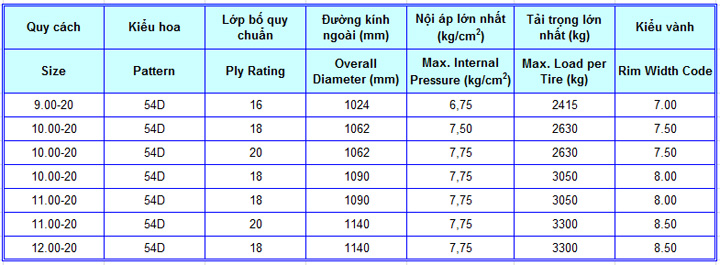 Quy cách Kiểu hoa Lớp bố quy chuẩn Đường kính ngoài (mm) Nội áp lớn nhất (kg/cm²) Tải trọng lớn nhất (kg) Kiểu vành
Size Pattern Ply Rating Overall Diameter (mm) Max. Internal Pressure (kg/cm²) Max. Load per Tire (kg) Rim Width Code
9.00-20 54D 16 1024 6,75 2415 7.00
10.00-20 54D 18 1062 7,50 2630 7.50
10.00-20 54D 20 1062 7,75 2630 7.50
10.00-20 54D 18 1090 7,75 3050 8.00
11.00-20 54D 18 1090 7,75 3050 8.00
11.00-20 54D 20 1140 7,75 3300 8.50
12.00-20 54D 18 1140 7,75 3300 8.50